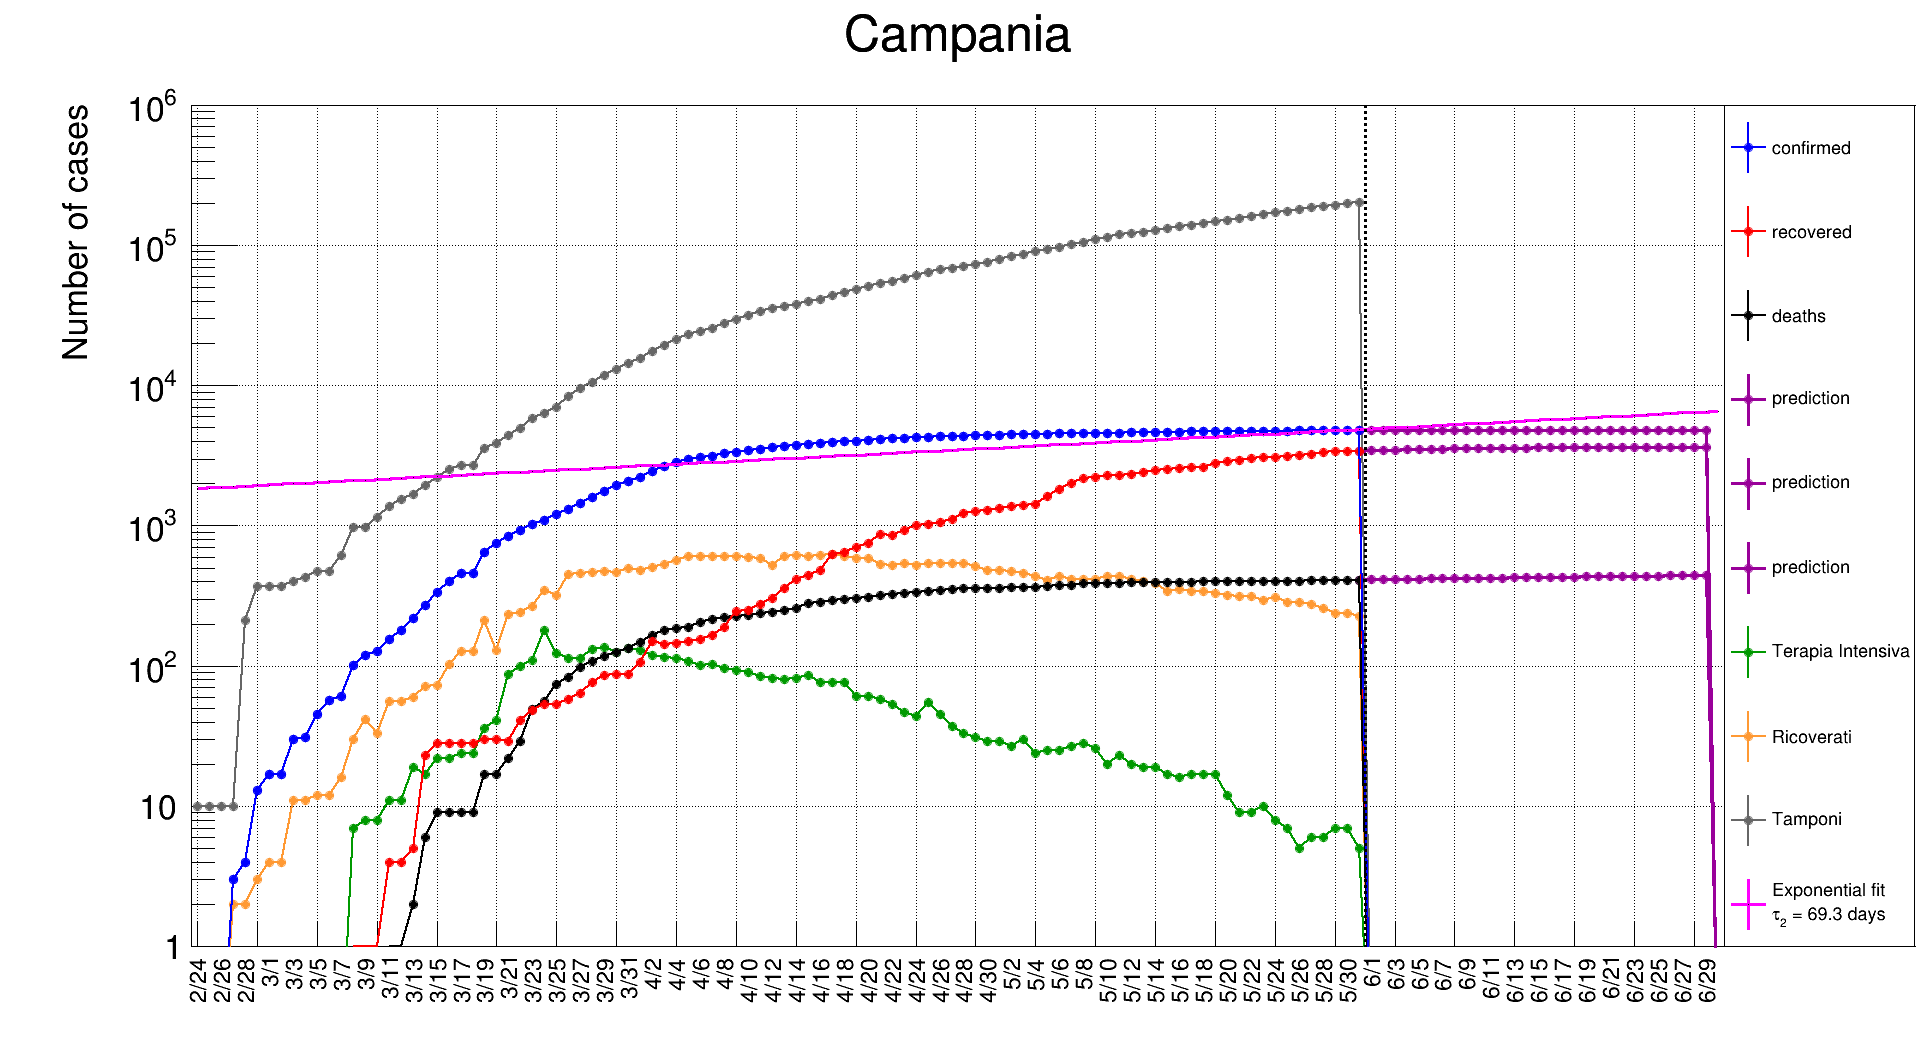 Campania
Number of cases
10^6
10^5
10^4
10^3
10^2
10
1
2/24 2/26 2/28 3/1 3/3 3/5 3/7 3/9 3/11 3/13 3/15 3/17 3/19 3/21 3/23 3/25 3/27 3/29 3/31 4/2 4/4 4/6 4/8 4/10 4/12 4/14 4/16 4/18 4/20 4/22 4/24 4/26 4/28 4/30 5/2 5/4 5/6 5/8 5/10 5/12 5/14 5/16 5/18 5/20 5/22 5/24 5/26 5/28 5/30 6/1 6/3 6/5 6/7 6/9 6/11 6/13 6/15 6/17 6/19 6/21 6/23 6/25 6/27 6/29
confirmed
recovered
deaths
prediction
prediction
prediction
Terapia Intensiva
Ricoverati
Tamponi
Exponential fit
τ₂ = 69.3 days